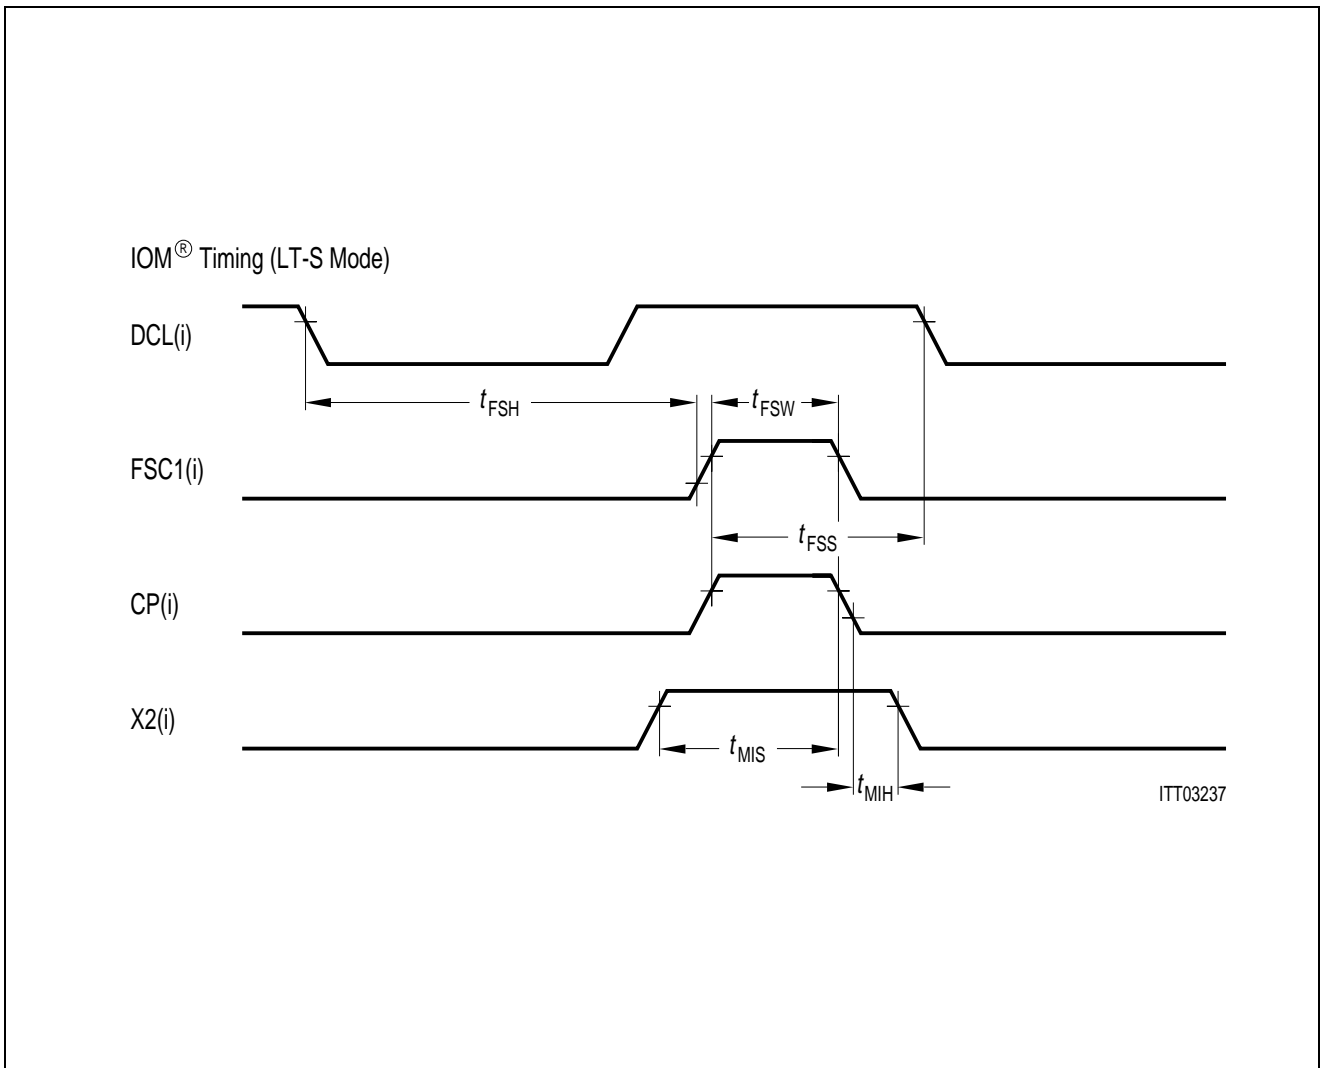 IOM® Timing (LT-S Mode)
DCL(i)
tFSH
tFSW
FSC1(i)
tFSS
CP(i)
X2(i)
tMIS
tMIH
ITT03237